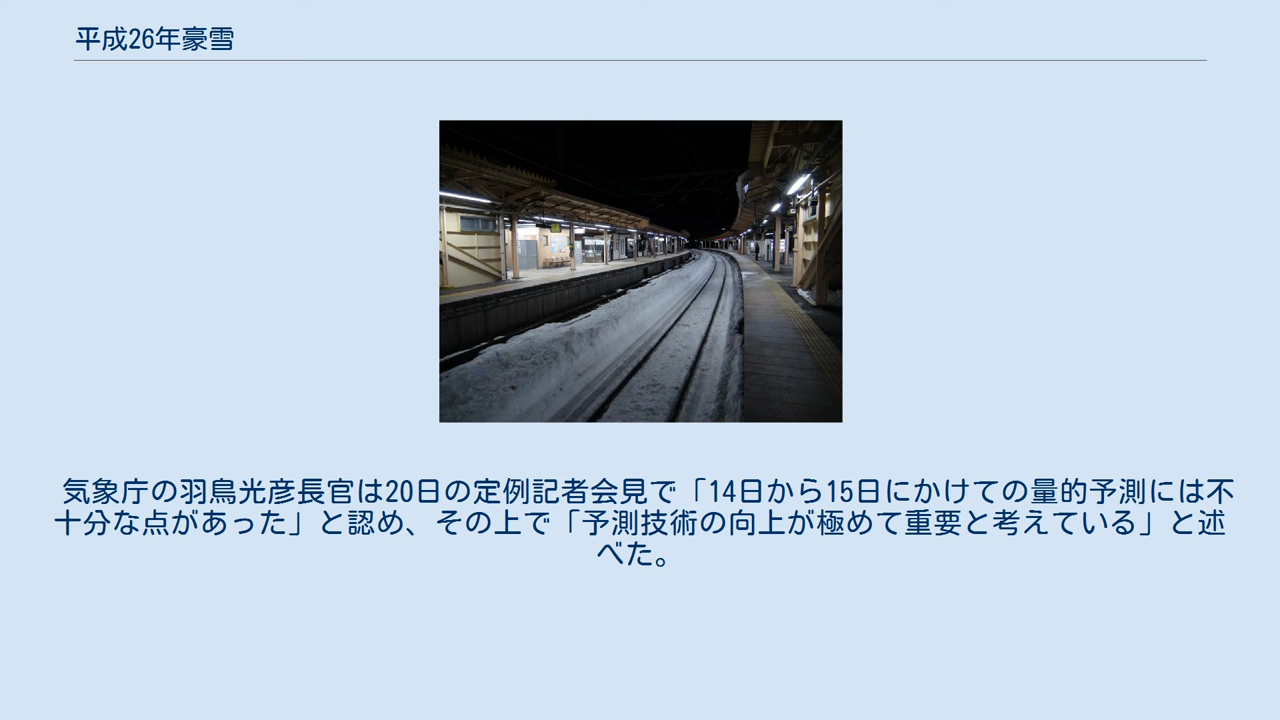 平成26年豪雪
気象庁の羽鳥光彦長官は20日の定例記者会見で「14日から15日にかけての量的予測には不
十分な点があった」と認め、その上で「予測技術の向上が極めて重要と考えている」と述
べた。